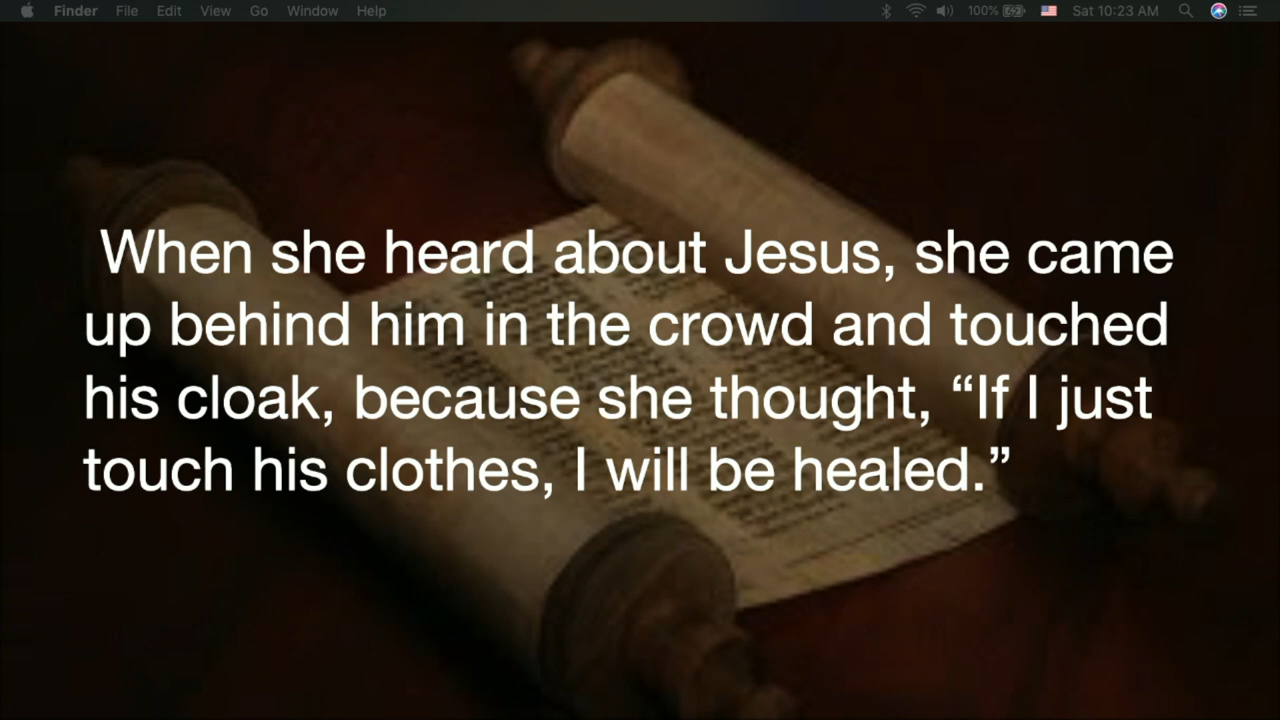 Finder File Edit View Go Window Help 100% Sat 10:23 AM
When she heard about Jesus, she came
up behind him in the crowd and touched
his cloak, because she thought, “If I just
touch his clothes, I will be healed.”